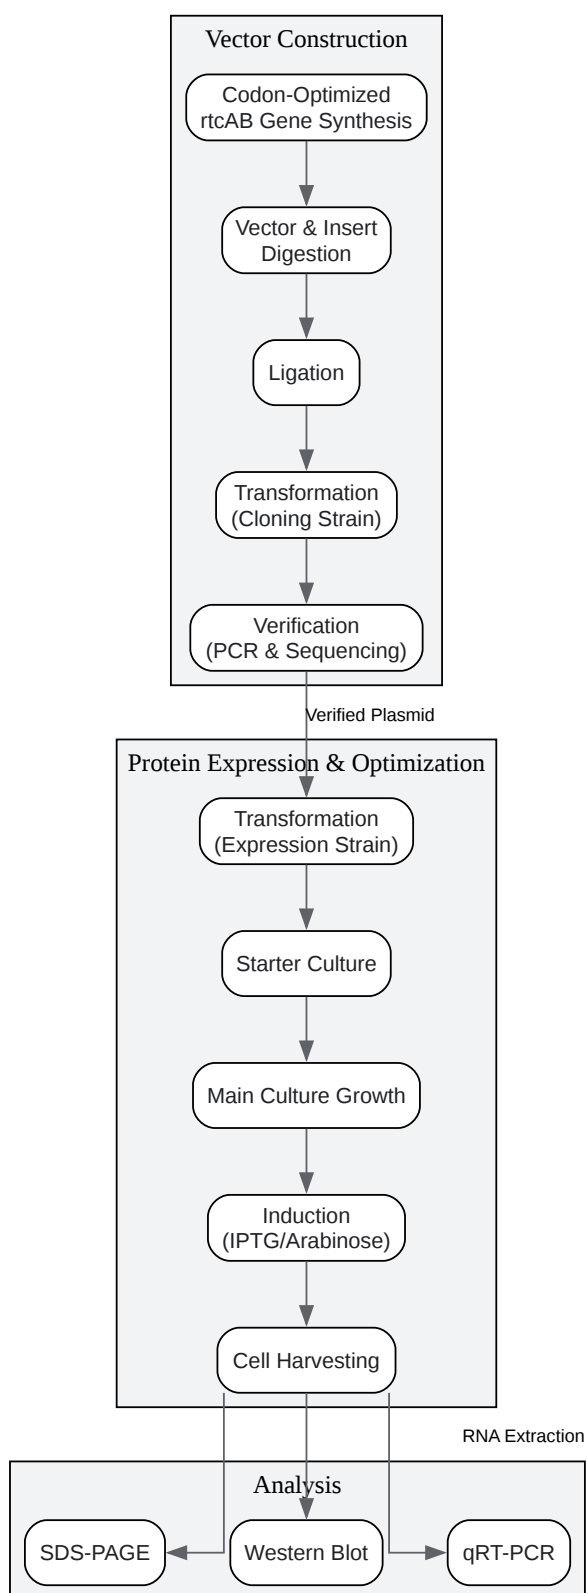 Vector Construction
Codon-Optimized
rtcAB Gene Synthesis
Vector & Insert
Digestion
Ligation
Transformation
(Cloning Strain)
Verification
(PCR & Sequencing)
Verified Plasmid
Protein Expression & Optimization
Transformation
(Expression Strain)
Starter Culture
Main Culture Growth
Induction
(IPTG/Arabinose)
Cell Harvesting
RNA Extraction
Analysis
SDS-PAGE
Western Blot
qRT-PCR